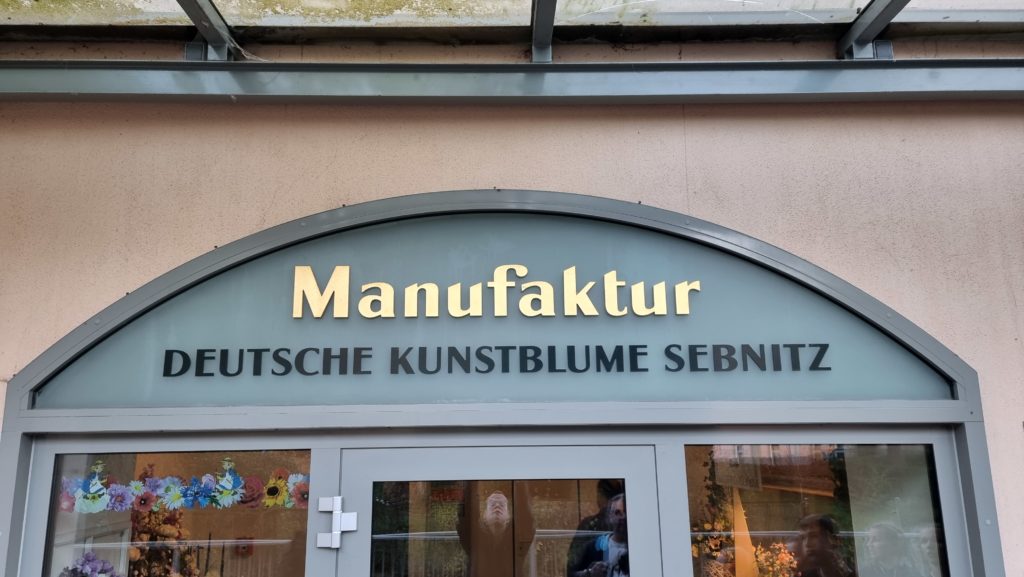 Manufaktur
DEUTSCHE KUNSTBLUME SEBNITZ